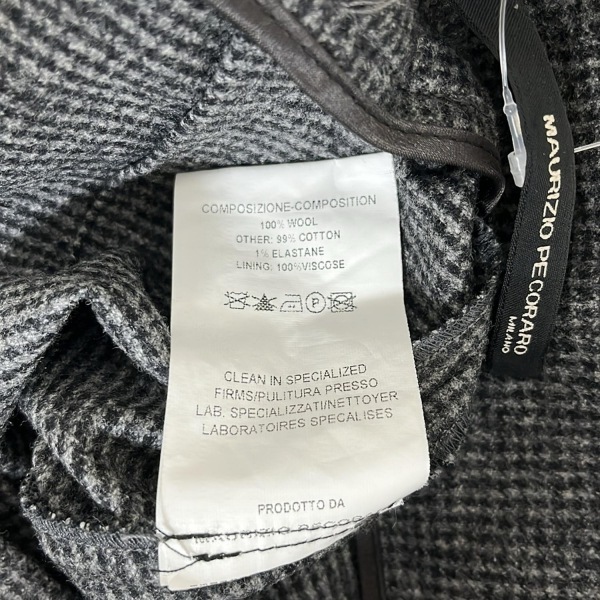 COMPOSIZIONE-COMPOSITION
100% WOOL
OTHER: 99% COTTON
1% ELASTANE
LINING: 100%VISCOSE
P
CLEAN IN SPECIALIZED
FIRMS/PULITURA PRESSO
LAB. SPECIALIZZATI/NETTOYER
LABORATOIRES SPECALISES
PRODOTTO DA
MAURIZIO PECORARO
MILANO